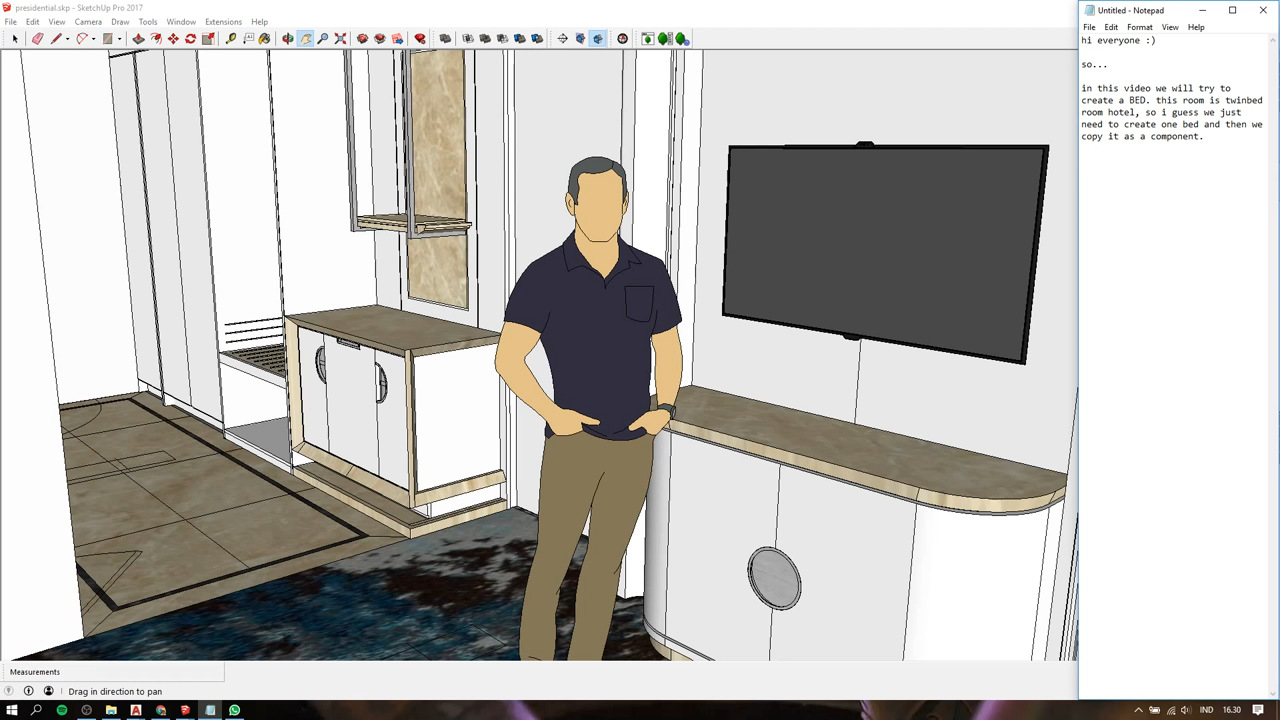 presidential.skp - SketchUp Pro 2017
File Edit View Camera Draw Tools Window Extensions Help
Untitled - Notepad
File Edit Format View Help
hi everyone :)
so...
in this video we will try to
create a BED. this room is twinbed
room hotel, so i guess we just
need to create one bed and then we
copy it as a component.
Measurements
Drag in direction to pan
IND 16.30